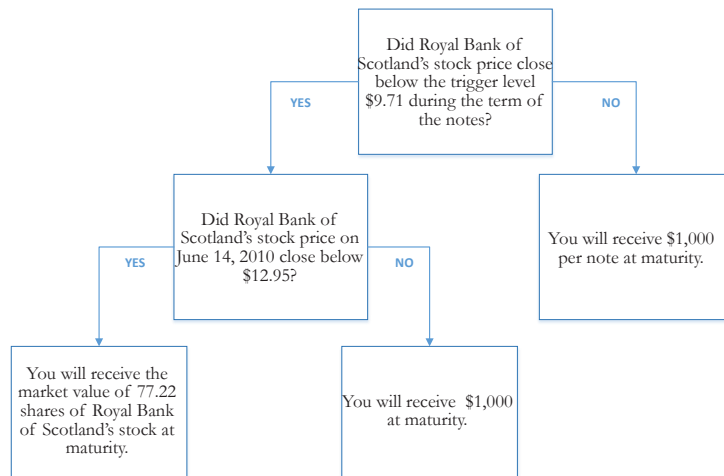 Did Royal Bank of
Scotland's stock price close
below the trigger level
$9.71 during the term of
the notes?
YES
NO
Did Royal Bank of
Scotland's stock price on
June 14, 2010 close below
$12.95?
You will receive $1,000
per note at maturity.
YES
NO
You will receive the
market value of 77.22
shares of Royal Bank
of Scotland's stock at
maturity.
You will receive $1,000
at maturity.